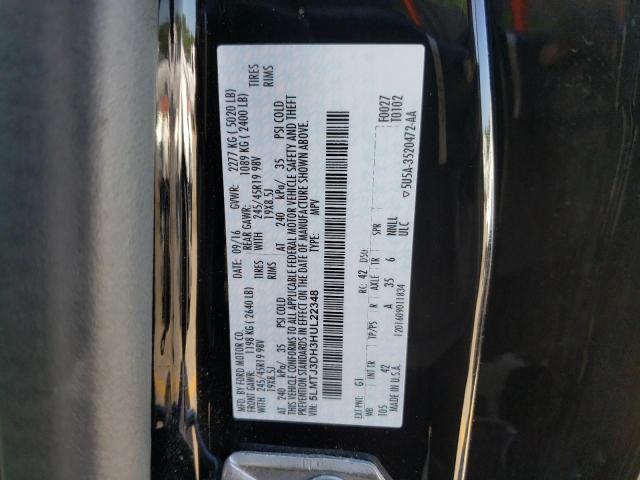 MFD. BY FORD MOTOR CO.
DATE: 09/16 GVWR: 2277 KG ( 5020 LB)
FRONT GAWR: 1198 KG ( 2640 LB) REAR GAWR: 1089 KG ( 2400 LB)
245/45R19 98V TIRES WITH 245/45R19 98V TIRES
19X8.5J RIMS 19X8.5J RIMS
AT 240 kPa/ 35 PSI COLD AT 240 kPa/ 35 PSI COLD
THIS VEHICLE CONFORMS TO ALL APPLICABLE FEDERAL MOTOR VEHICLE SAFETY AND THEFT
PREVENTION STANDARDS IN EFFECT ON THE DATE OF MANUFACTURE SHOWN ABOVE.
VIN: 5LMTJ3DH3HUL22348 TYPE: MPV
F0027
T0102
EXT PNT: G1 RC: 42 DSO:
WB INT TR TP/PS R AXLE TR SPR
105 42 A 35 6 NNLL
ULC
1201609011834 ▽5U5A-3520472-AA